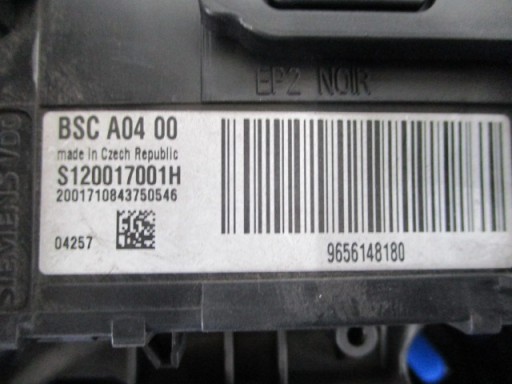 EP2 NOIR
SIEMENS VDO
BSC A04 00
made in Czech Republic
S120017001H
2001710843750546
04257
9656148180